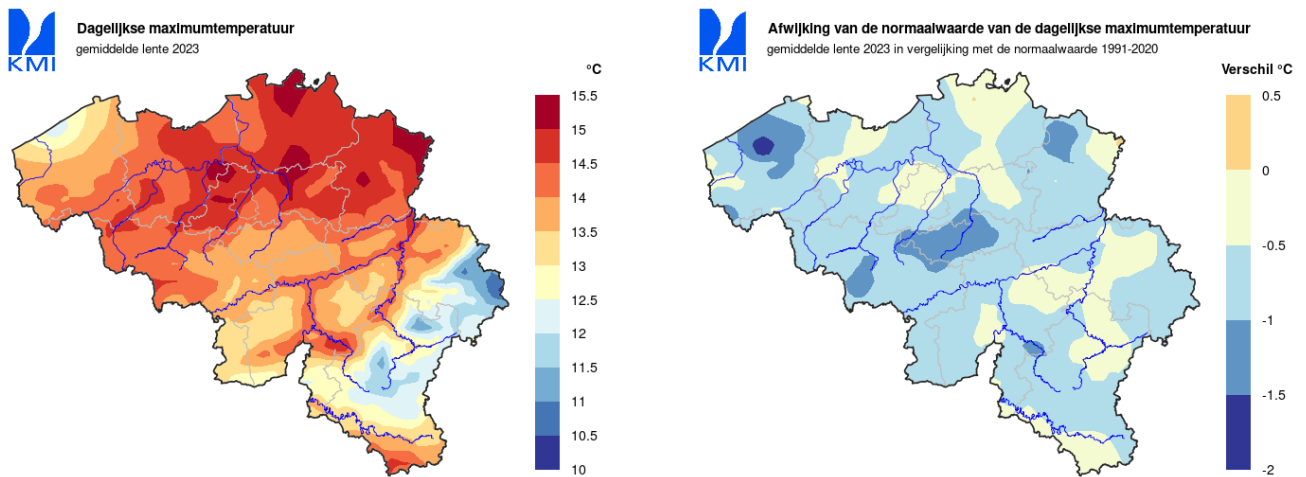 KMI
Dagelijkse maximumtemperatuur
gemiddelde lente 2023
°C
15.5
15
14.5
14
13.5
13
12.5
12
11.5
11
10.5
10
KMI
Afwijking van de normaalwaarde van de dagelijkse maximumtemperatuur
gemiddelde lente 2023 in vergelijking met de normaalwaarde 1991-2020
Verschil °C
0.5
0
-0.5
-1
-1.5
-2